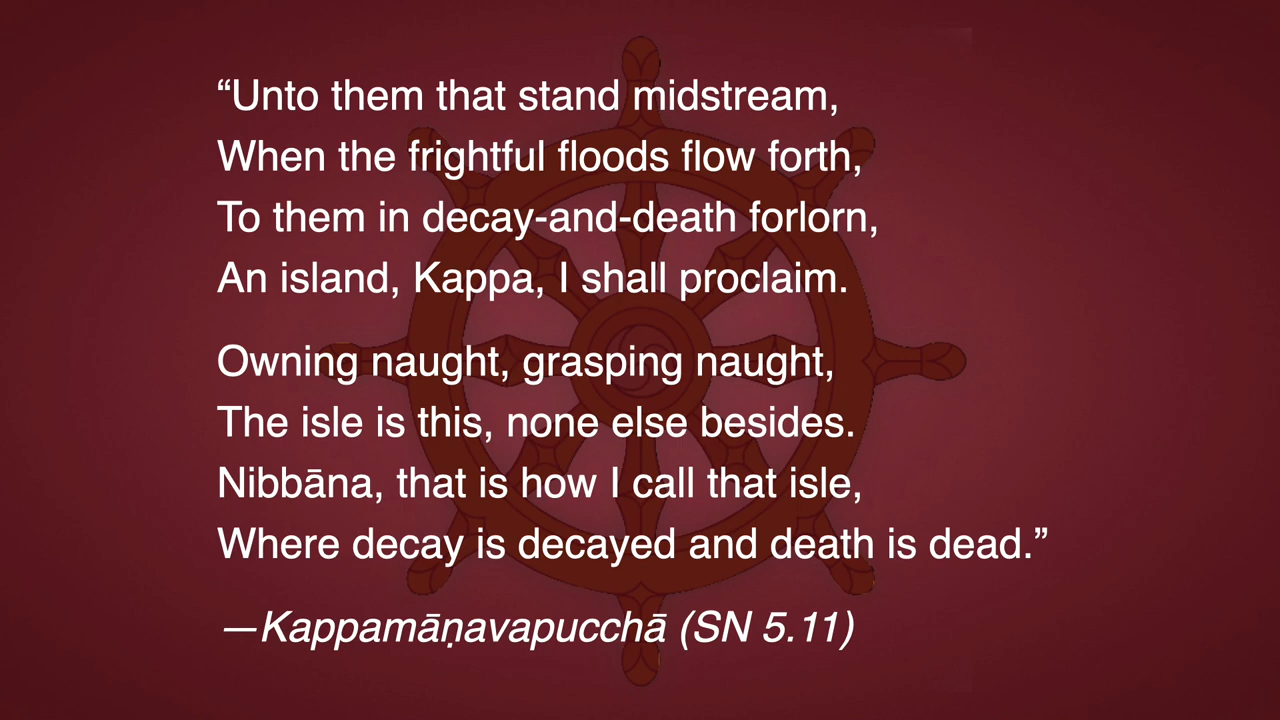 “Unto them that stand midstream,
When the frightful floods flow forth,
To them in decay-and-death forlorn,
An island, Kappa, I shall proclaim.
Owning naught, grasping naught,
The isle is this, none else besides.
Nibbāna, that is how I call that isle,
Where decay is decayed and death is dead.”
—Kappamāṇavapucchā (SN 5.11)